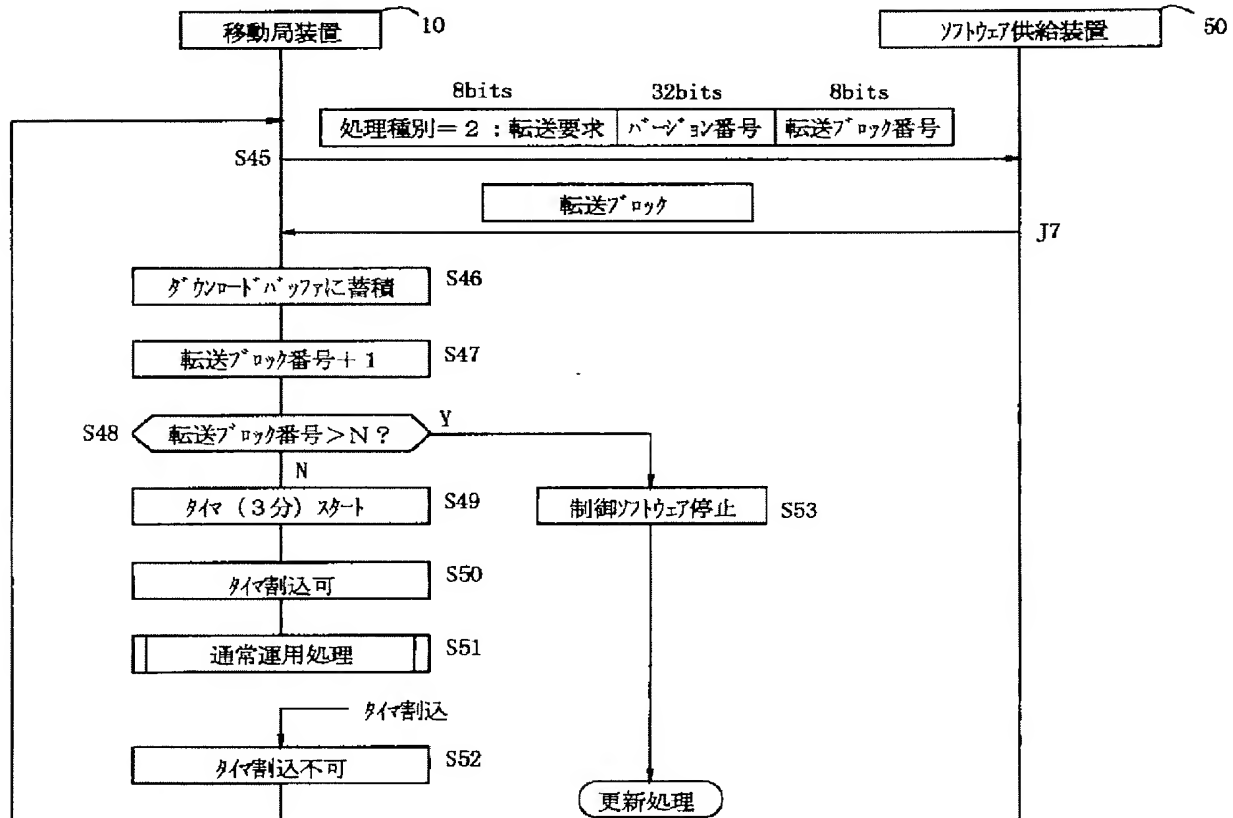 移動局装置 10 ソフトウェア供給装置 50
8bits 32bits 8bits
処理種別=2:転送要求 バージョン番号 転送ブロック番号
S45
転送ブロック
J7
ダウンロードバッファに蓄積 S46
転送ブロック番号+1 S47
Y
S48 転送ブロック番号>N?
N
タイマ(3分)スタート S49 制御ソフトウェア停止 S53
タイマ割込可 S50
通常運用処理 S51
タイマ割込
タイマ割込不可 S52
更新処理